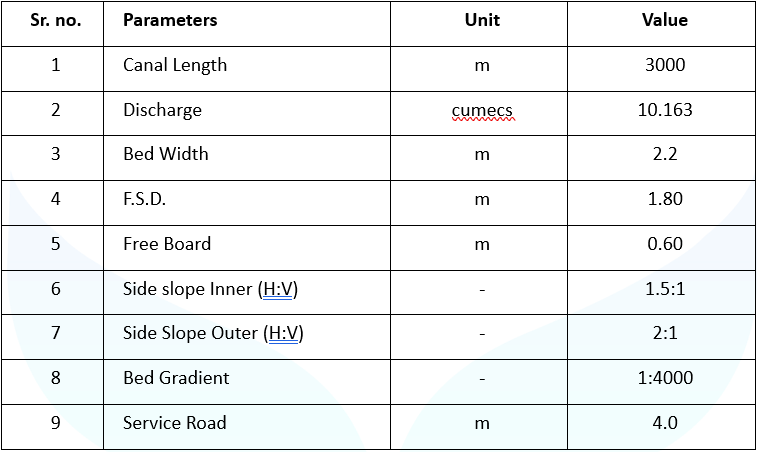 Sr. no. Parameters Unit Value
1 Canal Length m 3000
2 Discharge cumecs 10.163
3 Bed Width m 2.2
4 F.S.D. m 1.80
5 Free Board m 0.60
6 Side slope Inner (H:V) - 1.5:1
7 Side Slope Outer (H:V) - 2:1
8 Bed Gradient - 1:4000
9 Service Road m 4.0